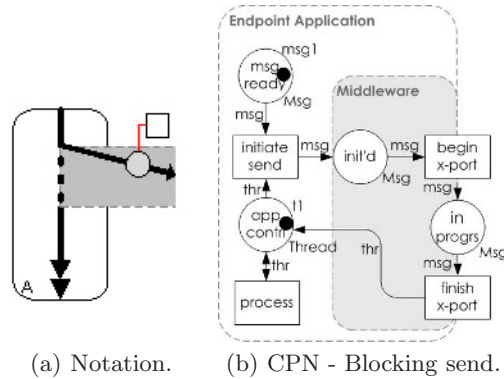 Endpoint Application
msg1
msg
ready
Msg
msg
Middleware
initiate
send
msg
init'd
Msg
msg
begin
x-port
msg
thr
t1
app
contrl
Thread
in
progrs
Msg
thr
thr
msg
process
finish
x-port
A
(a) Notation.
(b) CPN - Blocking send.